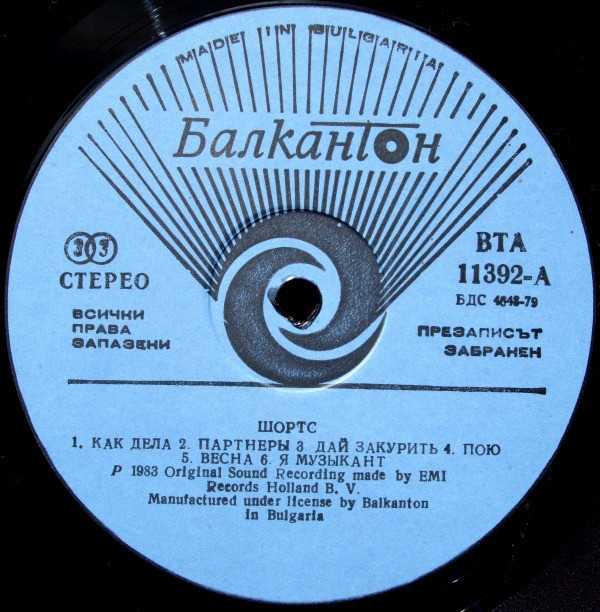 MADE IN BULGARIA
Балкантон
33
СТЕРЕО
ВСИЧКИ
ПРАВА
ЗАПАЗЕНИ
ВТА
11392-А
БДС 4648-79
ПРЕЗАПИСЪТ
ЗАБРАНЕН
ШОРТС
1. КАК ДЕЛА 2. ПАРТНЕРЫ 3. ДАЙ ЗАКУРИТЬ 4. ПОЮ
5. ВЕСНА 6. Я МУЗЫКАНТ
P 1983 Original Sound Recording made by EMI
Records Holland B. V.
Manufactured under license by Balkanton
in Bulgaria